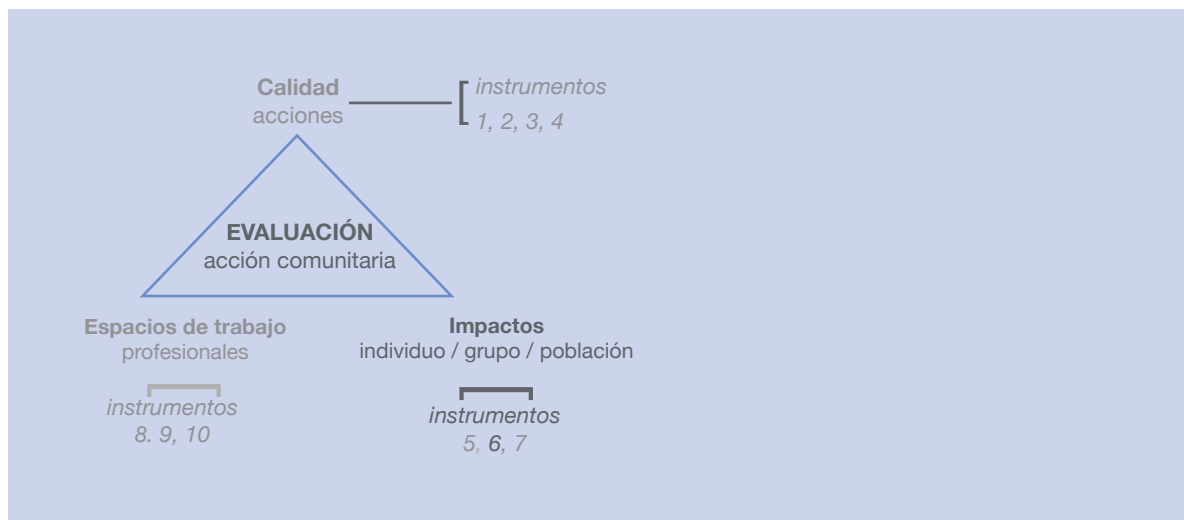 Calidad
acciones
instrumentos
1, 2, 3, 4
EVALUACIÓN
acción comunitaria
Espacios de trabajo
profesionales
instrumentos
8. 9, 10
Impactos
individuo / grupo / población
instrumentos
5, 6, 7